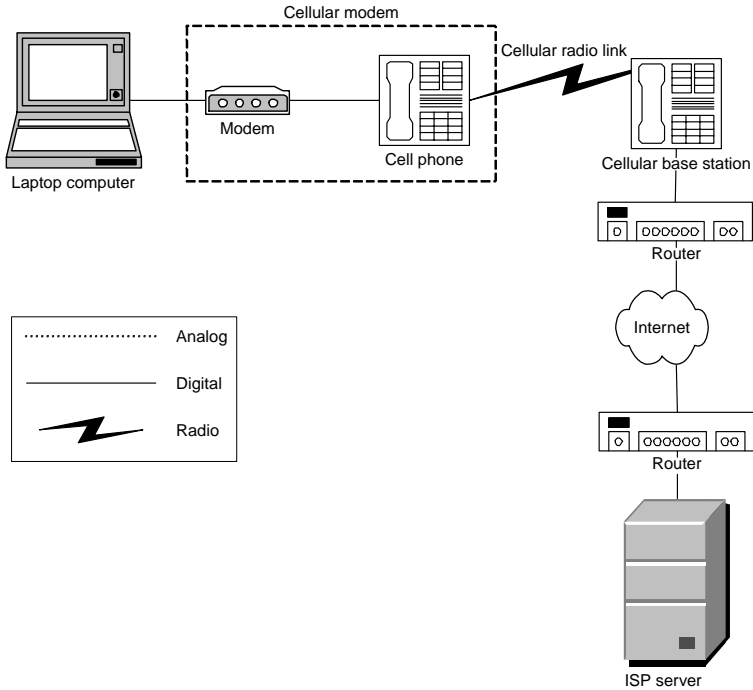 Cellular modem
Cellular radio link
Modem
Cell phone
Laptop computer
Cellular base station
Router
Internet
Analog
Digital
Radio
Router
ISP server